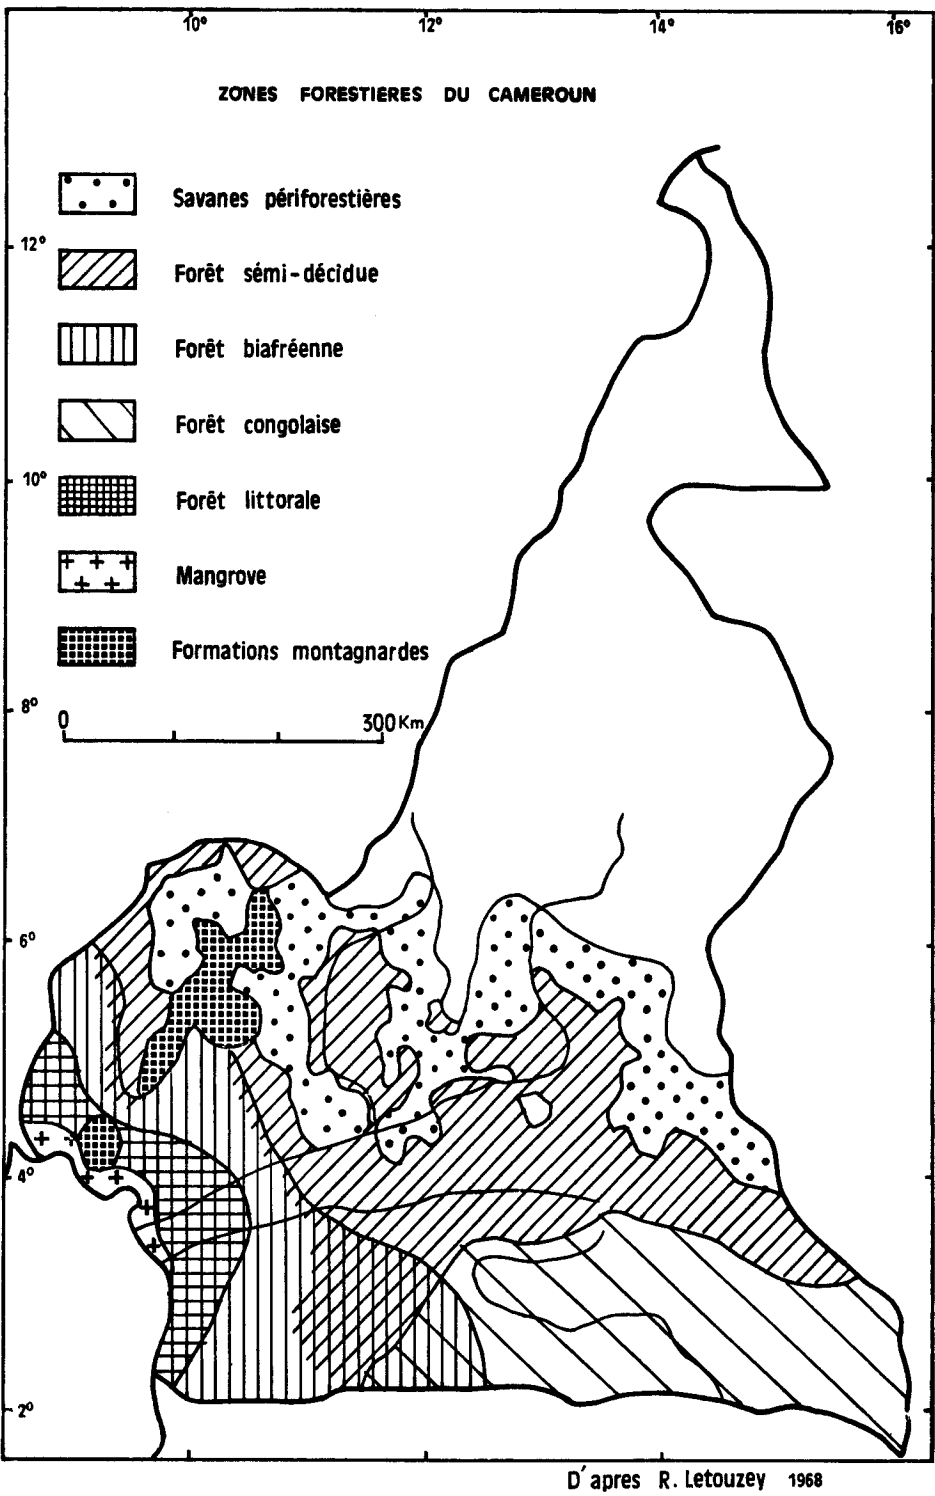 10° 12° 14° 16°
ZONES FORESTIERES DU CAMEROUN
Savanes périforestières
12°
Forêt sémi-décidue
Forêt biafréenne
Forêt congolaise
10°
Forêt littorale
Mangrove
Formations montagnardes
8°
0 300 Km
6°
4°
2°
D'apres R. Letouzey 1968